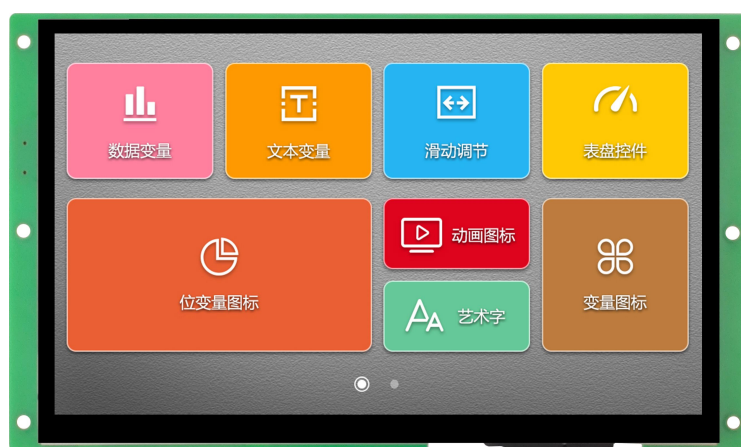 数据变量
文本变量
滑动调节
表盘控件
位变量图标
动画图标
艺术字
变量图标